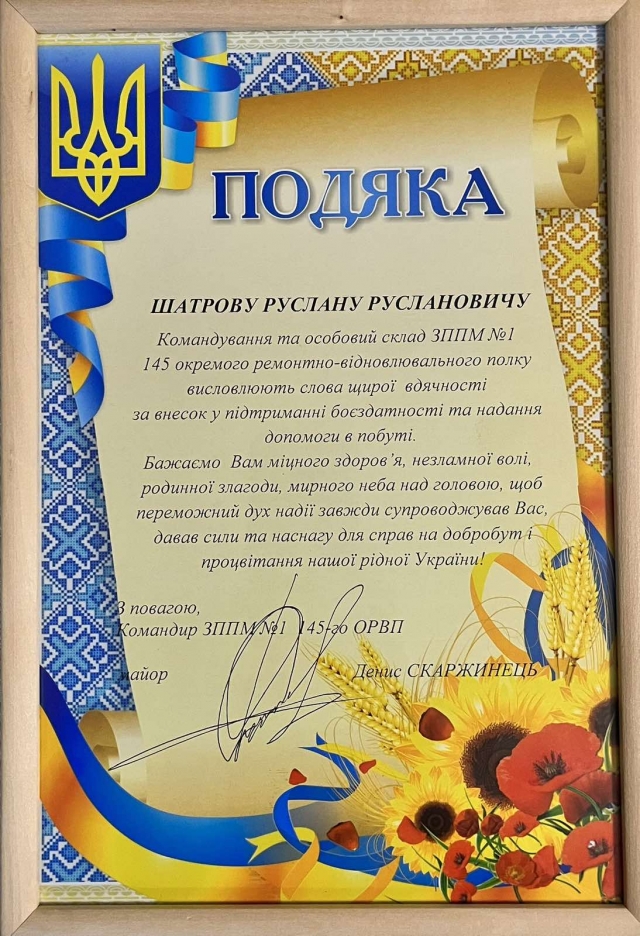 ПОДЯКА
ШАТРОВУ РУСЛАНУ РУСЛАНОВИЧУ
Командування та особовий склад ЗППМ №1
145 окремого ремонтно-відновлювального полку
висловлюють слова щирої вдячності
за внесок у підтриманні боєздатності та надання
допомоги в побуті.
Бажаємо Вам міцного здоров'я, незламної волі,
родинної злагоди, мирного неба над головою, щоб
переможний дух надії завжди супроводжував Вас,
давав сили та наснагу для справ на добробут і
процвітання нашої рідної України!
З повагою,
Командир ЗППМ №1 145-го ОРВП
майор Денис СКАРЖИНЕЦЬ